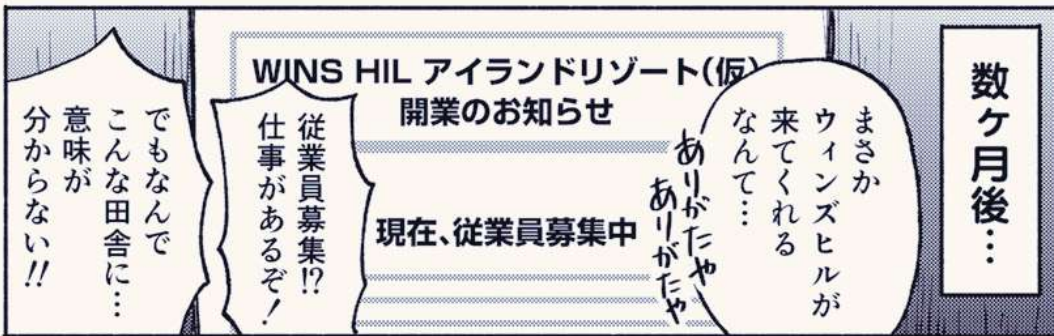 数ケ月後…
まさか
ウィンズヒルが
来てくれる
なんて…
ありがたや
ありがたや
WINS HIL アイランドリゾート(仮)
開業のお知らせ
現在、従業員募集中
従業員募集!?
仕事があるぞ!
でもなんで
こんな田舎に…
意味が
分からない!!